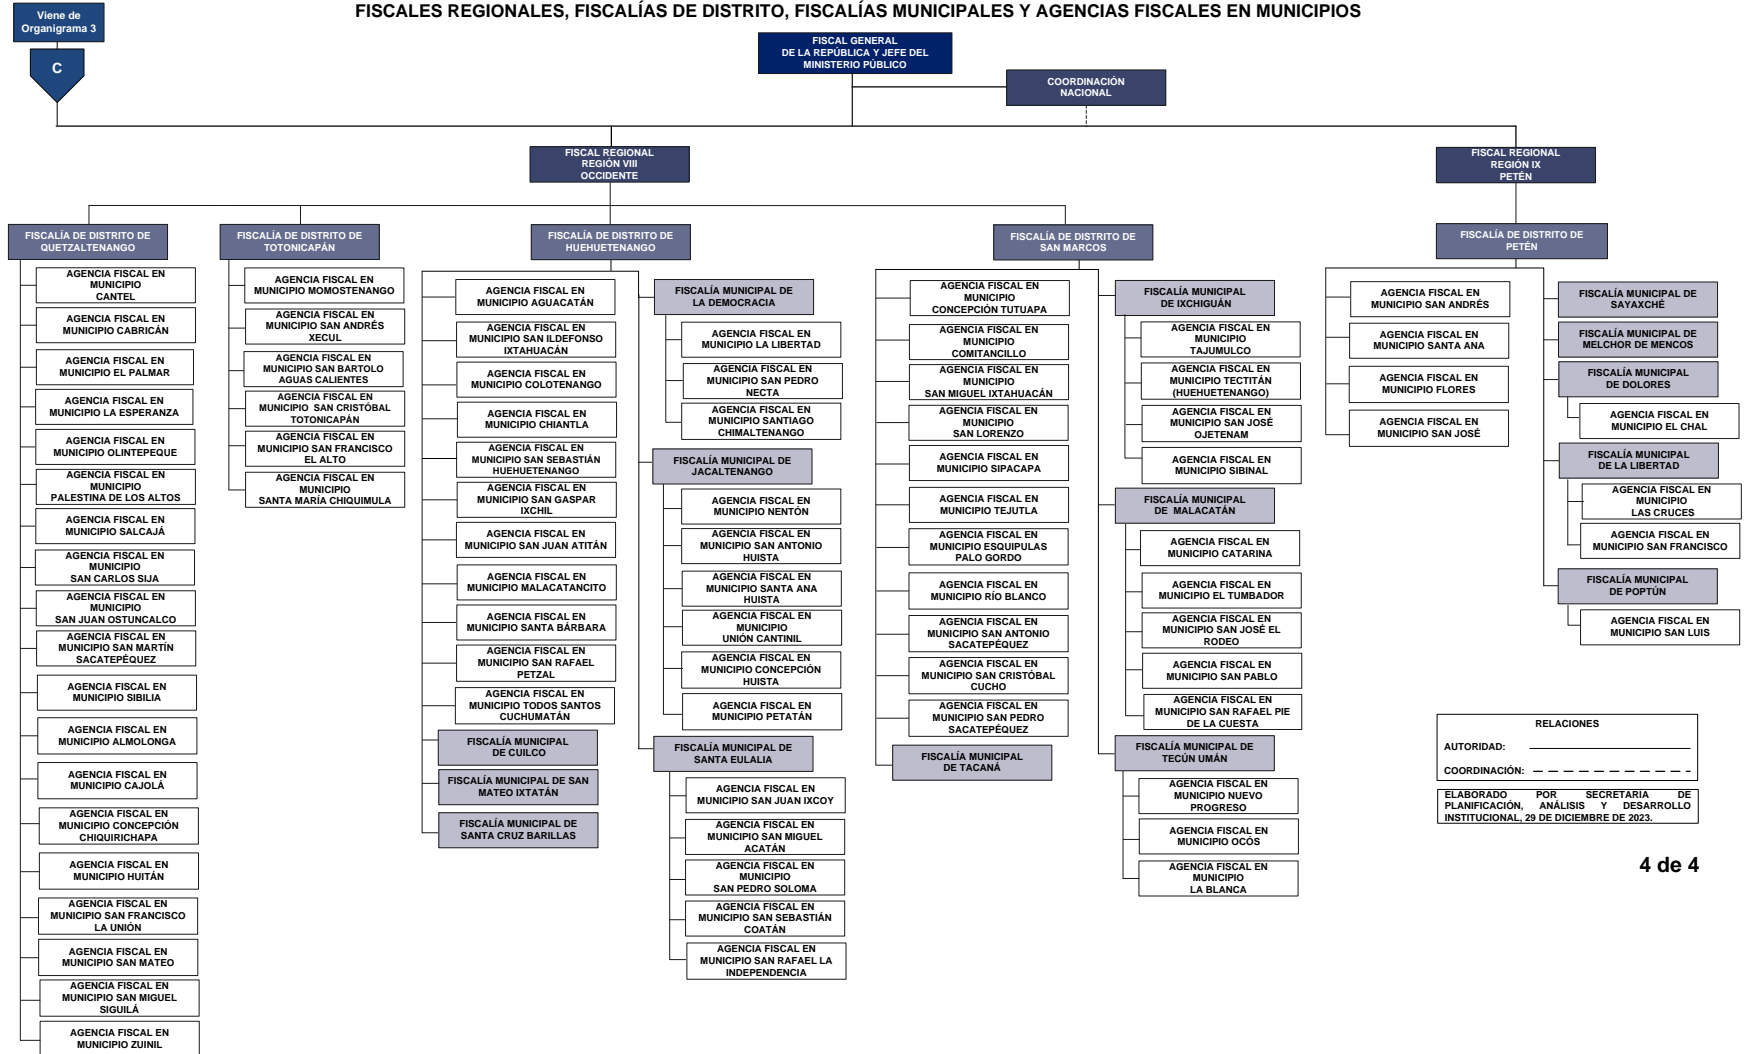 Viene de
Organigrama 3
C
FISCALES REGIONALES, FISCALÍAS DE DISTRITO, FISCALÍAS MUNICIPALES Y AGENCIAS FISCALES EN MUNICIPIOS
FISCAL GENERAL
DE LA REPÚBLICA Y JEFE DEL
MINISTERIO PÚBLICO
COORDINACIÓN
NACIONAL
FISCAL REGIONAL
REGIÓN VIII
OCCIDENTE
FISCAL REGIONAL
REGIÓN IX
PETÉN
FISCALÍA DE DISTRITO DE
QUETZALTENANGO
AGENCIA FISCAL EN
MUNICIPIO
CANTEL
AGENCIA FISCAL EN
MUNICIPIO CABRICÁN
AGENCIA FISCAL EN
MUNICIPIO EL PALMAR
AGENCIA FISCAL EN
MUNICIPIO LA ESPERANZA
AGENCIA FISCAL EN
MUNICIPIO OLINTEPEQUE
AGENCIA FISCAL EN
MUNICIPIO
PALESTINA DE LOS ALTOS
AGENCIA FISCAL EN
MUNICIPIO SALCAJÁ
AGENCIA FISCAL EN
MUNICIPIO
SAN CARLOS SIJA
AGENCIA FISCAL EN
MUNICIPIO
SAN JUAN OSTUNCALCO
AGENCIA FISCAL EN
MUNICIPIO SAN MARTÍN
SACATEPÉQUEZ
AGENCIA FISCAL EN
MUNICIPIO SIBILIA
AGENCIA FISCAL EN
MUNICIPIO ALMOLONGA
AGENCIA FISCAL EN
MUNICIPIO CAJOLÁ
AGENCIA FISCAL EN
MUNICIPIO CONCEPCIÓN
CHIQUIRICHAPA
AGENCIA FISCAL EN
MUNICIPIO HUITÁN
AGENCIA FISCAL EN
MUNICIPIO SAN FRANCISCO
LA UNIÓN
AGENCIA FISCAL EN
MUNICIPIO SAN MATEO
AGENCIA FISCAL EN
MUNICIPIO SAN MIGUEL
SIGUILÁ
AGENCIA FISCAL EN
MUNICIPIO ZUINIL
FISCALÍA DE DISTRITO DE
TOTONICAPÁN
AGENCIA FISCAL EN
MUNICIPIO MOMOSTENANGO
AGENCIA FISCAL EN
MUNICIPIO SAN ANDRÉS
XECUL
AGENCIA FISCAL EN
MUNICIPIO SAN BARTOLO
AGUAS CALIENTES
AGENCIA FISCAL EN
MUNICIPIO SAN CRISTÓBAL
TOTONICAPÁN
AGENCIA FISCAL EN
MUNICIPIO SAN FRANCISCO
EL ALTO
AGENCIA FISCAL EN
MUNICIPIO
SANTA MARÍA CHIQUIMULA
FISCALÍA DE DISTRITO DE
HUEHUETENANGO
AGENCIA FISCAL EN
MUNICIPIO AGUACATÁN
AGENCIA FISCAL EN
MUNICIPIO SAN ILDEFONSO
IXTAHUACÁN
AGENCIA FISCAL EN
MUNICIPIO COLOTENANGO
AGENCIA FISCAL EN
MUNICIPIO CHIANTLA
AGENCIA FISCAL EN
MUNICIPIO SAN SEBASTIÁN
HUEHUETENANGO
AGENCIA FISCAL EN
MUNICIPIO SAN GASPAR
IXCHIL
AGENCIA FISCAL EN
MUNICIPIO SAN JUAN ATITÁN
AGENCIA FISCAL EN
MUNICIPIO MALACATANCITO
AGENCIA FISCAL EN
MUNICIPIO SANTA BÁRBARA
AGENCIA FISCAL EN
MUNICIPIO SAN RAFAEL
PETZAL
AGENCIA FISCAL EN
MUNICIPIO TODOS SANTOS
CUCHUMATÁN
FISCALÍA MUNICIPAL
DE CUILCO
FISCALÍA MUNICIPAL DE SAN
MATEO IXTATÁN
FISCALÍA MUNICIPAL DE
SANTA CRUZ BARILLAS
FISCALÍA MUNICIPAL DE
LA DEMOCRACIA
AGENCIA FISCAL EN
MUNICIPIO LA LIBERTAD
AGENCIA FISCAL EN
MUNICIPIO SAN PEDRO
NECTA
AGENCIA FISCAL EN
MUNICIPIO SANTIAGO
CHIMALTENANGO
FISCALÍA MUNICIPAL DE
JACALTENANGO
AGENCIA FISCAL EN
MUNICIPIO NENTÓN
AGENCIA FISCAL EN
MUNICIPIO SAN ANTONIO
HUISTA
AGENCIA FISCAL EN
MUNICIPIO SANTA ANA
HUISTA
AGENCIA FISCAL EN
MUNICIPIO
UNIÓN CANTINIL
AGENCIA FISCAL EN
MUNICIPIO CONCEPCIÓN
HUISTA
AGENCIA FISCAL EN
MUNICIPIO PETATÁN
FISCALÍA MUNICIPAL DE
SANTA EULALIA
AGENCIA FISCAL EN
MUNICIPIO SAN JUAN IXCOY
AGENCIA FISCAL EN
MUNICIPIO SAN MIGUEL
ACATÁN
AGENCIA FISCAL EN
MUNICIPIO
SAN PEDRO SOLOMA
AGENCIA FISCAL EN
MUNICIPIO SAN SEBASTIÁN
COATÁN
AGENCIA FISCAL EN
MUNICIPIO SAN RAFAEL LA
INDEPENDENCIA
FISCALÍA DE DISTRITO DE
SAN MARCOS
AGENCIA FISCAL EN
MUNICIPIO
CONCEPCIÓN TUTUAPA
AGENCIA FISCAL EN
MUNICIPIO
COMITANCILLO
AGENCIA FISCAL EN
MUNICIPIO
SAN MIGUEL IXTAHUACÁN
AGENCIA FISCAL EN
MUNICIPIO
SAN LORENZO
AGENCIA FISCAL EN
MUNICIPIO SIPACAPA
AGENCIA FISCAL EN
MUNICIPIO TEJUTLA
AGENCIA FISCAL EN
MUNICIPIO ESQUIPULAS
PALO GORDO
AGENCIA FISCAL EN
MUNICIPIO RÍO BLANCO
AGENCIA FISCAL EN
MUNICIPIO SAN ANTONIO
SACATEPÉQUEZ
AGENCIA FISCAL EN
MUNICIPIO SAN CRISTÓBAL
CUCHO
AGENCIA FISCAL EN
MUNICIPIO SAN PEDRO
SACATEPÉQUEZ
FISCALÍA MUNICIPAL
DE TACANÁ
FISCALÍA MUNICIPAL
DE IXCHIGUÁN
AGENCIA FISCAL EN
MUNICIPIO
TAJUMULCO
AGENCIA FISCAL EN
MUNICIPIO TECTITÁN
(HUEHUETENANGO)
AGENCIA FISCAL EN
MUNICIPIO SAN JOSÉ
OJETENAM
AGENCIA FISCAL EN
MUNICIPIO SIBINAL
FISCALÍA MUNICIPAL
DE MALACATÁN
AGENCIA FISCAL EN
MUNICIPIO CATARINA
AGENCIA FISCAL EN
MUNICIPIO EL TUMBADOR
AGENCIA FISCAL EN
MUNICIPIO SAN JOSÉ EL
RODEO
AGENCIA FISCAL EN
MUNICIPIO SAN PABLO
AGENCIA FISCAL EN
MUNICIPIO SAN RAFAEL PIE
DE LA CUESTA
FISCALÍA MUNICIPAL DE
TECÚN UMÁN
AGENCIA FISCAL EN
MUNICIPIO NUEVO
PROGRESO
AGENCIA FISCAL EN
MUNICIPIO OCÓS
AGENCIA FISCAL EN
MUNICIPIO
LA BLANCA
FISCALÍA DE DISTRITO DE
PETÉN
AGENCIA FISCAL EN
MUNICIPIO SAN ANDRÉS
AGENCIA FISCAL EN
MUNICIPIO SANTA ANA
AGENCIA FISCAL EN
MUNICIPIO FLORES
AGENCIA FISCAL EN
MUNICIPIO SAN JOSÉ
FISCALÍA MUNICIPAL DE
SAYAXCHÉ
FISCALÍA MUNICIPAL DE
MELCHOR DE MENCOS
FISCALÍA MUNICIPAL
DE DOLORES
AGENCIA FISCAL EN
MUNICIPIO EL CHAL
FISCALÍA MUNICIPAL
DE LA LIBERTAD
AGENCIA FISCAL EN
MUNICIPIO
LAS CRUCES
AGENCIA FISCAL EN
MUNICIPIO SAN FRANCISCO
FISCALÍA MUNICIPAL
DE POPTÚN
AGENCIA FISCAL EN
MUNICIPIO SAN LUIS
RELACIONES
AUTORIDAD:
COORDINACIÓN:
ELABORADO POR SECRETARIA DE
PLANIFICACIÓN, ANÁLISIS Y DESARROLLO
INSTITUCIONAL, 29 DE DICIEMBRE DE 2023.
4 de 4